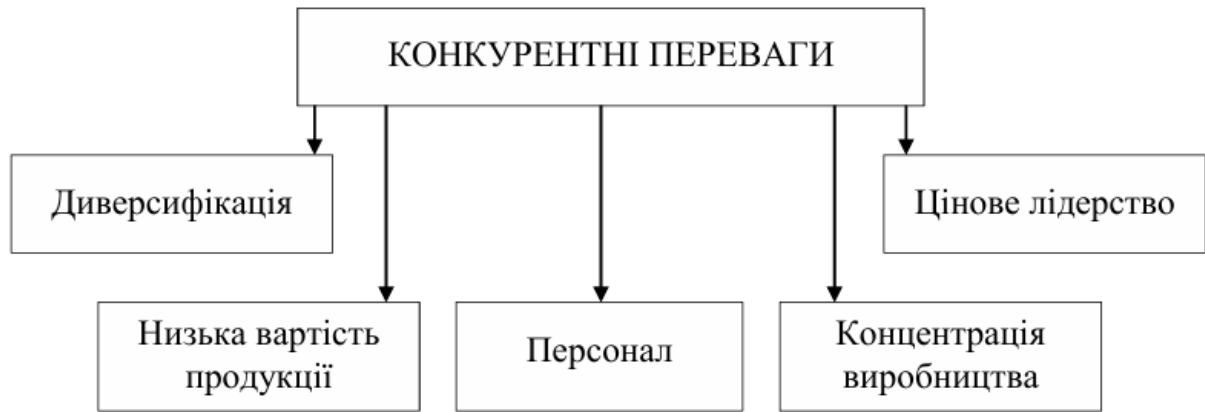 КОНКУРЕНТНІ ПЕРЕВАГИ
Диверсифікація
Цінове лідерство
Низька вартість
продукції
Персонал
Концентрація
виробництва